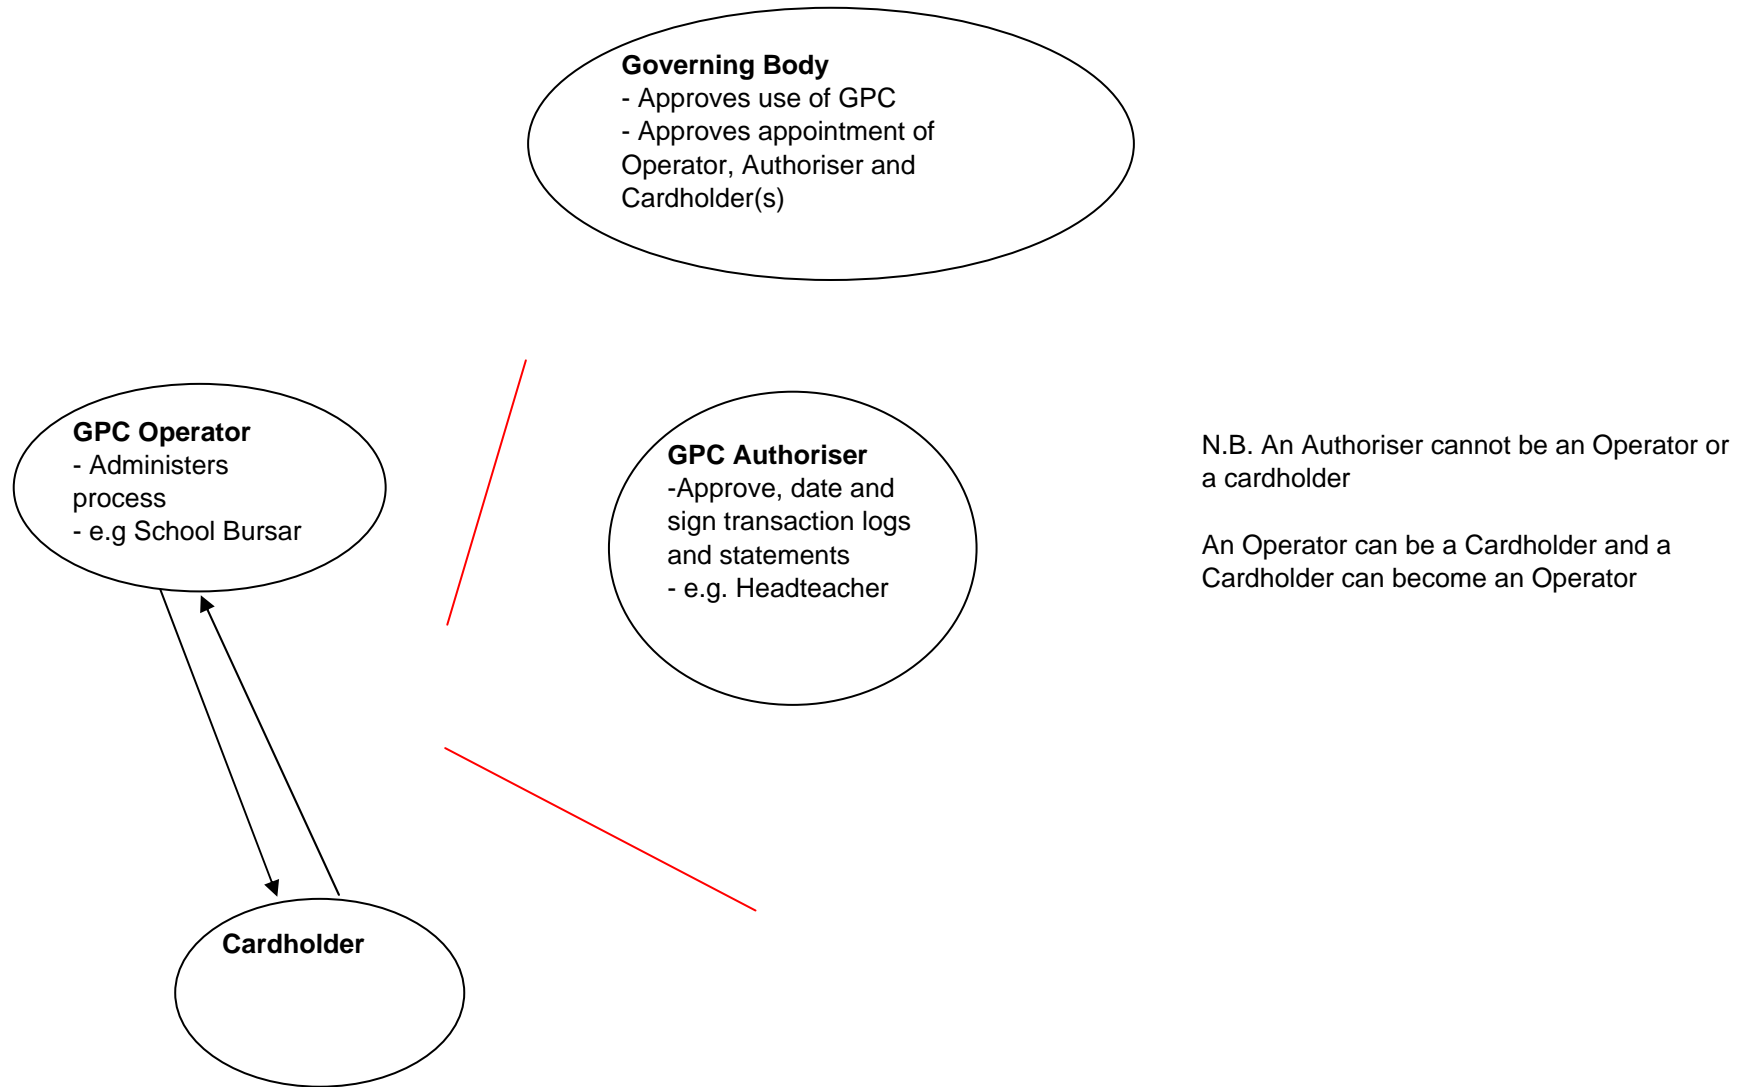 Governing Body
- Approves use of GPC
- Approves appointment of
Operator, Authoriser and
Cardholder(s)
GPC Operator
- Administers
process
- e.g School Bursar
GPC Authoriser
-Approve, date and
sign transaction logs
and statements
- e.g. Headteacher
N.B. An Authoriser cannot be an Operator or
a cardholder
An Operator can be a Cardholder and a
Cardholder can become an Operator
Cardholder